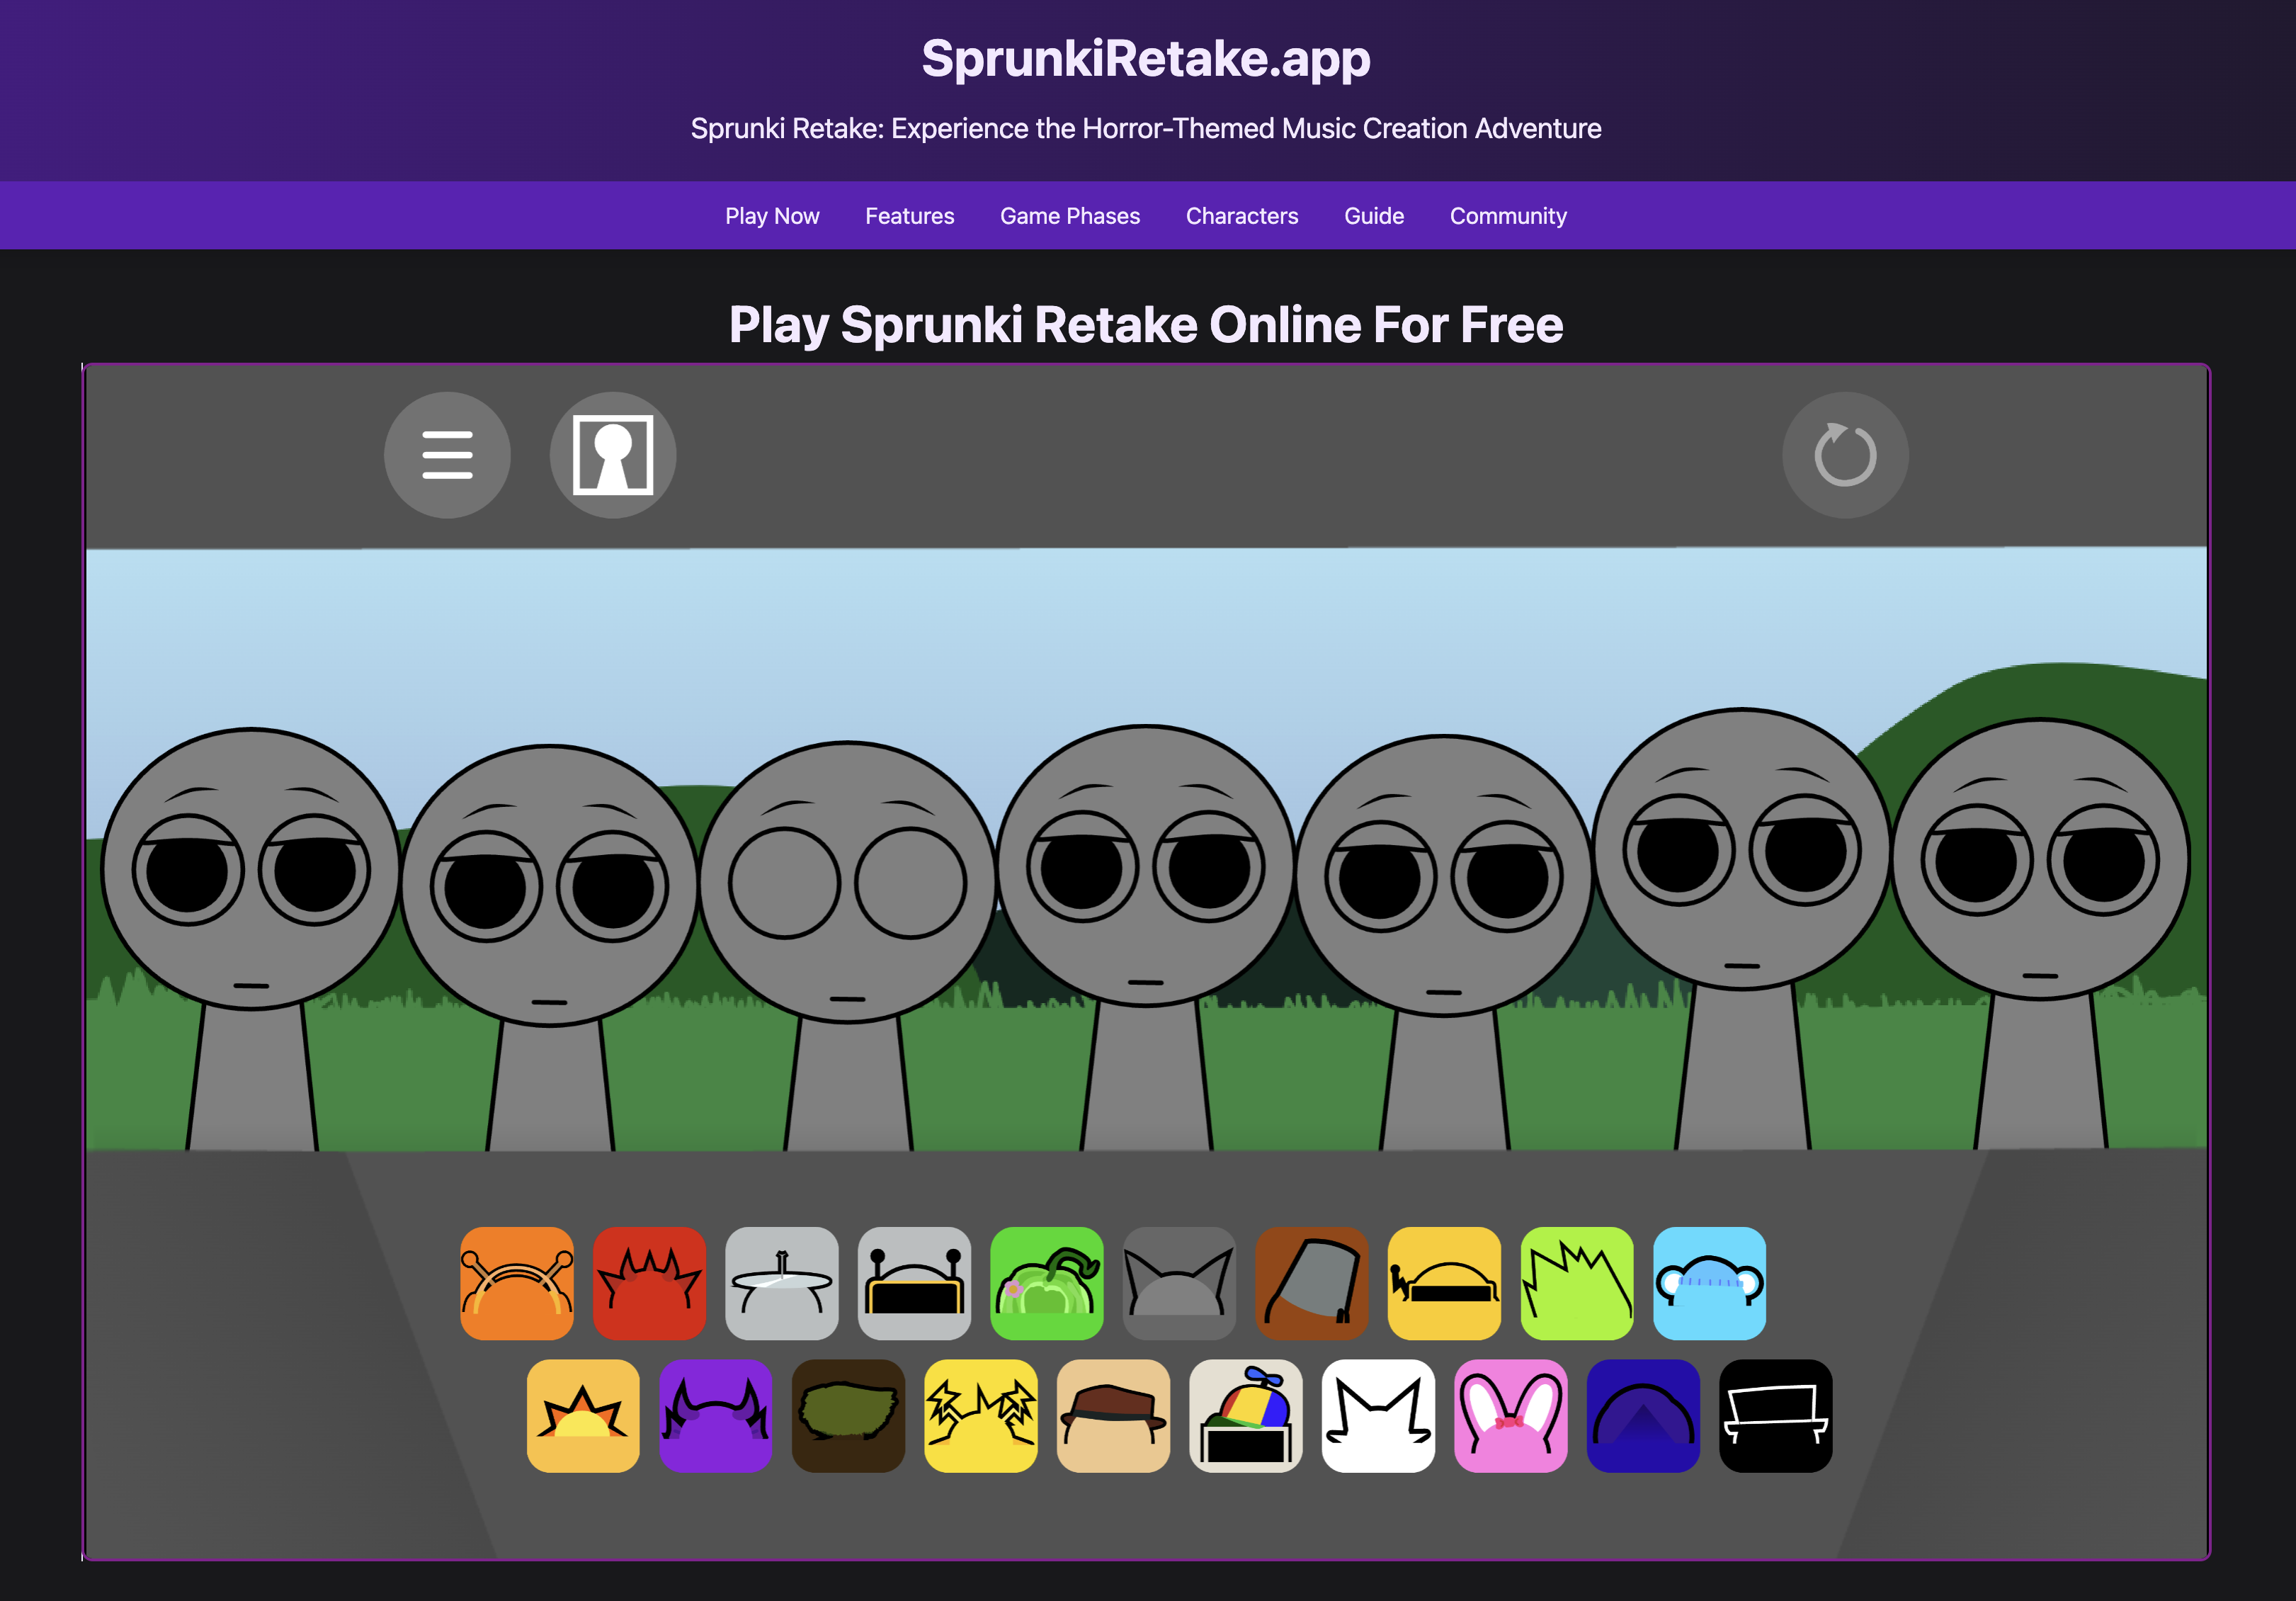 SprunkiRetake.app
Sprunki Retake: Experience the Horror-Themed Music Creation Adventure
Play Now Features Game Phases Characters Guide Community
Play Sprunki Retake Online For Free